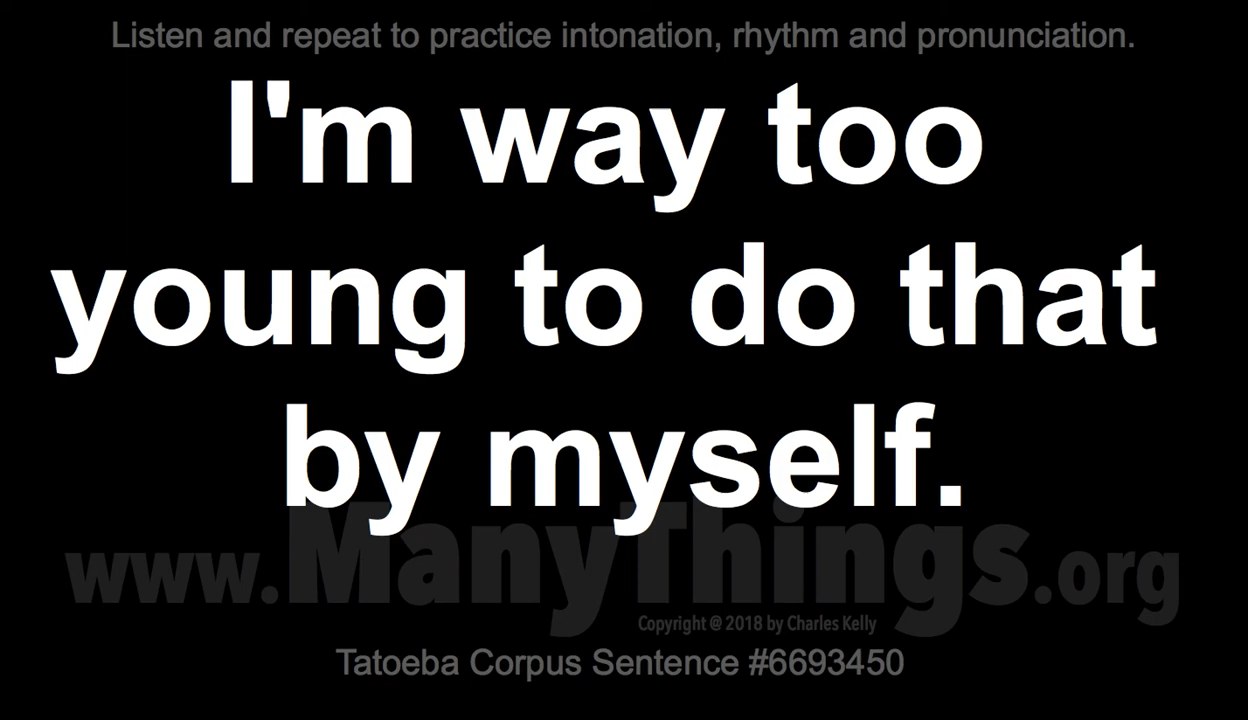 Listen and repeat to practice intonation, rhythm and pronunciation.
I'm way too
young to do that
by myself.
www.ManyThings.org
Copyright @ 2018 by Charles Kelly
Tatoeba Corpus Sentence #6693450